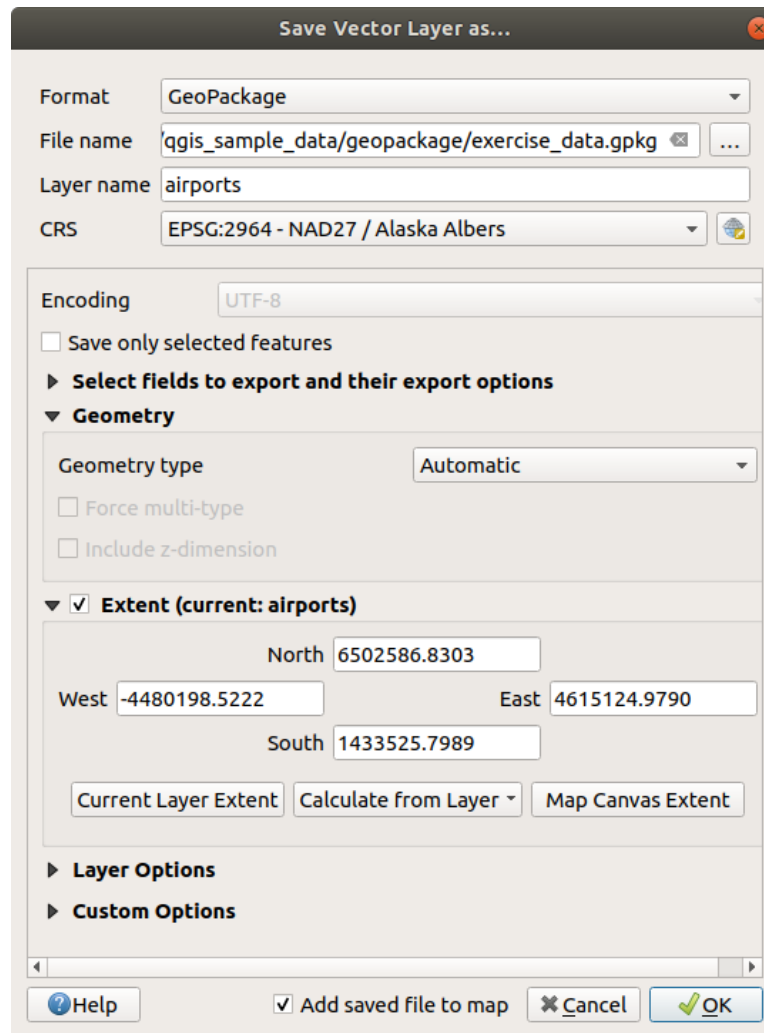 Save Vector Layer as...
Format GeoPackage
File name /qgis_sample_data/geopackage/exercise_data.gpkg ...
Layer name airports
CRS EPSG:2964 - NAD27 / Alaska Albers
Encoding UTF-8
Save only selected features
Select fields to export and their export options
Geometry
Geometry type Automatic
Force multi-type
Include z-dimension
Extent (current: airports)
North 6502586.8303
West -4480198.5222 East 4615124.9790
South 1433525.7989
Current Layer Extent Calculate from Layer Map Canvas Extent
Layer Options
Custom Options
Help Add saved file to map Cancel OK